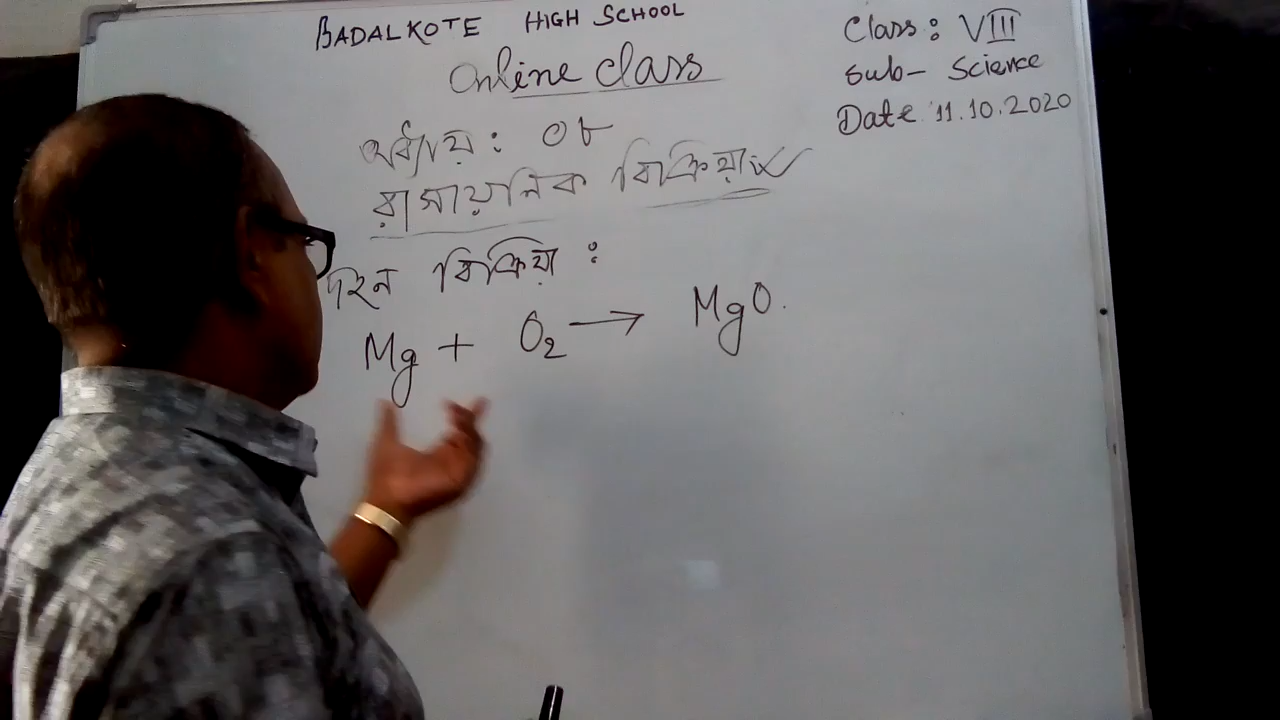 BADALKOTE HIGH SCHOOL
Online class
Class: VIII
Sub- Science
Date 11.10.2020
অধ্যায়: ০৮
রাসায়নিক বিক্রিয়া
দহন বিক্রিয়া:
Mg + O₂ → MgO.